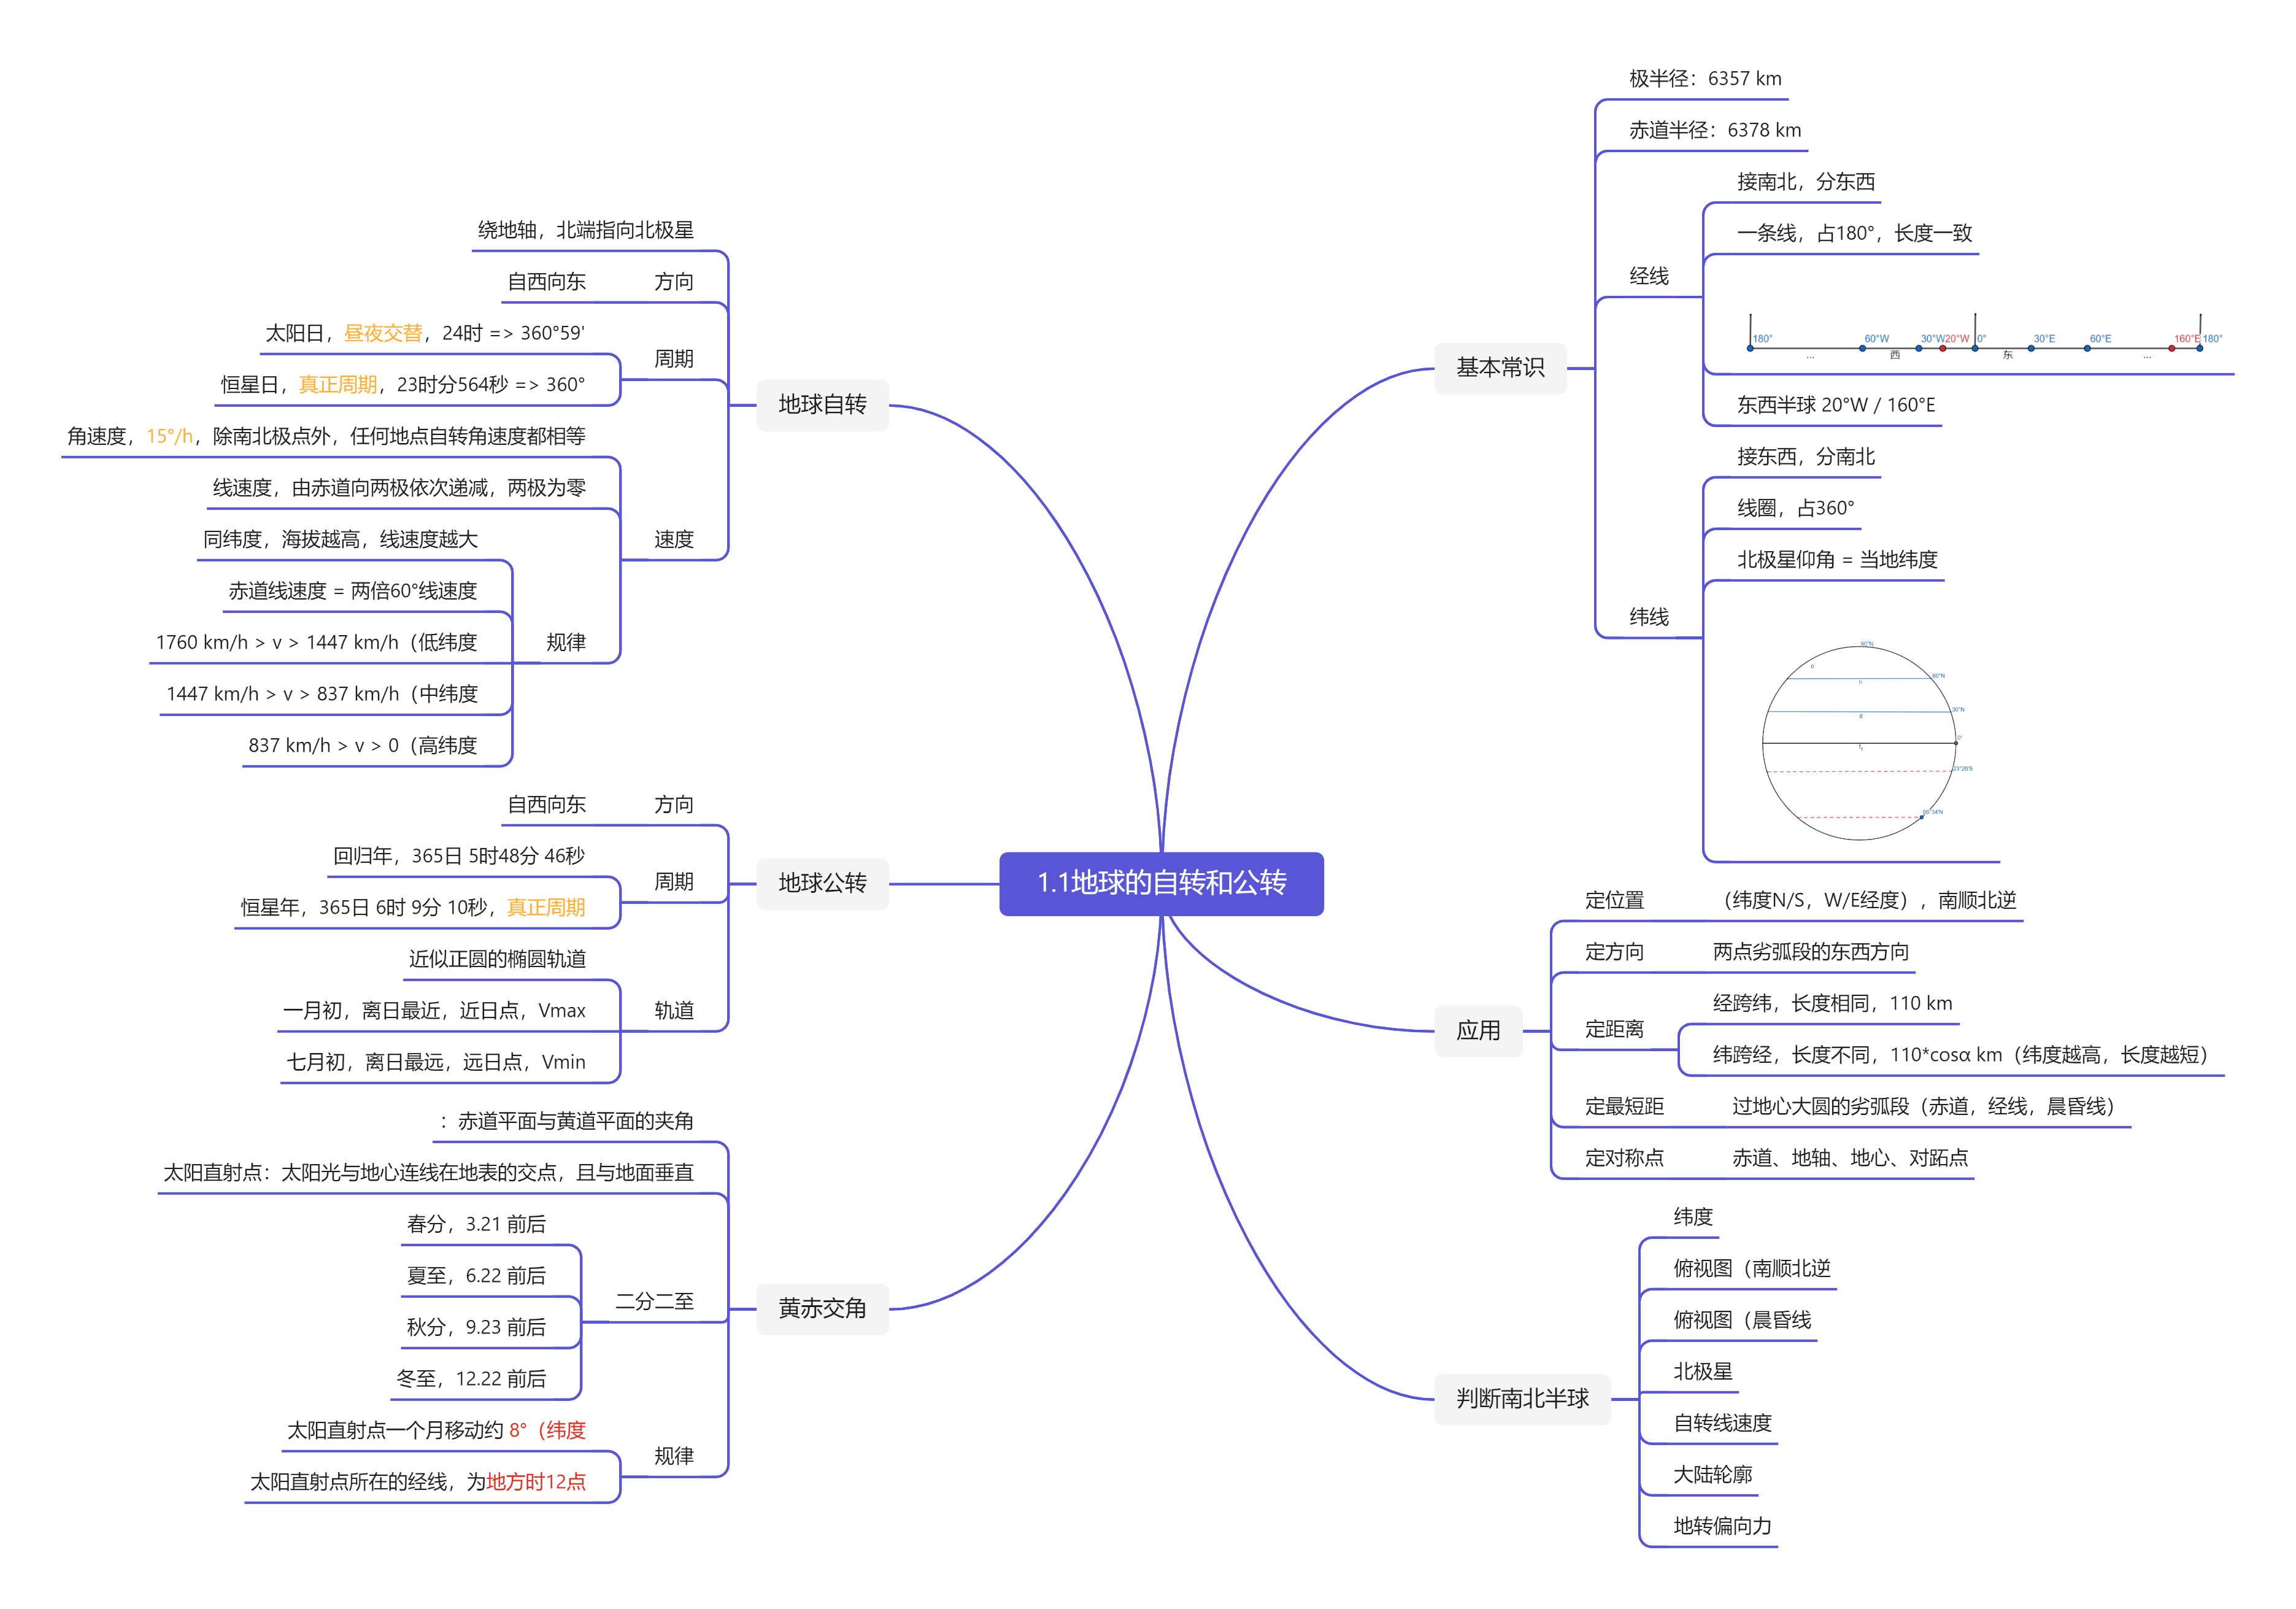 1.1地球的自转和公转
基本常识
极半径：6357 km
赤道半径：6378 km
经线
接南北，分东西
一条线，占180°，长度一致
180°
60°W
30°W
20°W
0°
30°E
60°E
160°E
180°
...
西
东
...
东西半球 20°W / 160°E
纬线
接东西，分南北
线圈，占360°
北极星仰角 = 当地纬度
c
60°N
h
30°N
g
0°
f₁
23°26'S
应用
定位置
（纬度N/S，W/E经度），南顺北逆
定方向
两点劣弧段的东西方向
定距离
经跨纬，长度相同，110 km
纬跨经，长度不同，110*cosα km（纬度越高，长度越短）
定最短距
过地心大圆的劣弧段（赤道，经线，晨昏线）
定对称点
赤道、地轴、地心、对跖点
判断南北半球
纬度
俯视图（南顺北逆
俯视图（晨昏线
北极星
自转线速度
大陆轮廓
地转偏向力
地球自转
绕地轴，北端指向北极星
方向
自西向东
周期
太阳日，昼夜交替，24时 => 360°59'
恒星日，真正周期，23时分564秒 => 360°
速度
角速度，15°/h，除南北极点外，任何地点自转角速度都相等
线速度，由赤道向两极依次递减，两极为零
规律
同纬度，海拔越高，线速度越大
赤道线速度 = 两倍60°线速度
1760 km/h > v > 1447 km/h（低纬度
1447 km/h > v > 837 km/h（中纬度
837 km/h > v > 0（高纬度
地球公转
方向
自西向东
周期
回归年，365日 5时48分 46秒
恒星年，365日 6时 9分 10秒，真正周期
轨道
近似正圆的椭圆轨道
一月初，离日最近，近日点，Vmax
七月初，离日最远，远日点，Vmin
黄赤交角
：赤道平面与黄道平面的夹角
太阳直射点：太阳光与地心连线在地表的交点，且与地面垂直
二分二至
春分，3.21 前后
夏至，6.22 前后
秋分，9.23 前后
冬至，12.22 前后
规律
太阳直射点一个月移动约 8°（纬度
太阳直射点所在的经线，为地方时12点